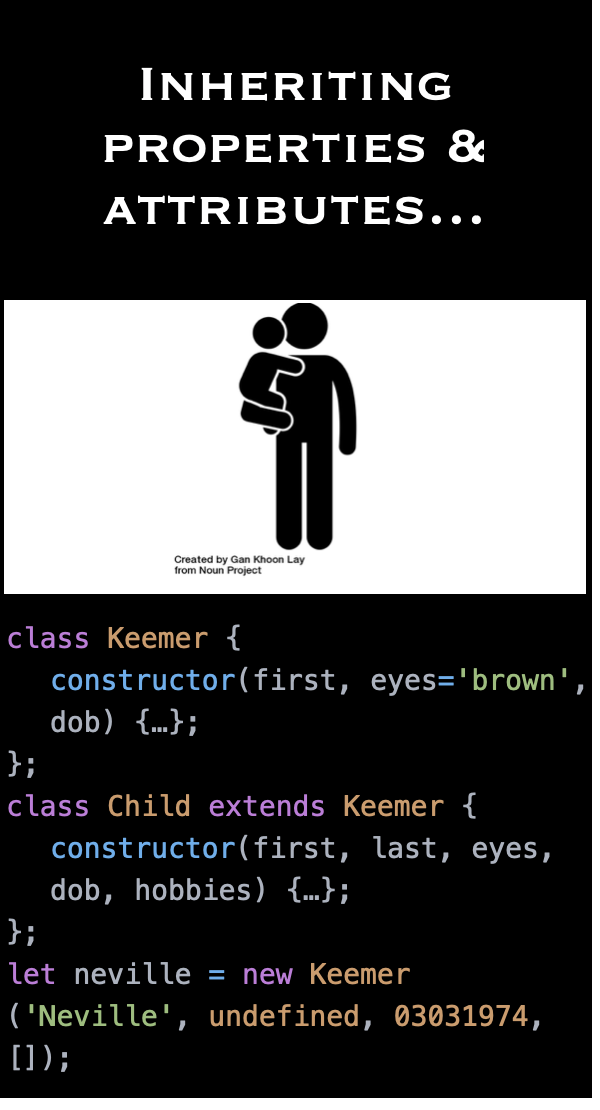 Inheriting
properties &
attributes...
Created by Gan Khoon Lay
from Noun Project
class Keemer {
constructor(first, eyes='brown',
dob) {…};
};
class Child extends Keemer {
constructor(first, last, eyes,
dob, hobbies) {…};
};
let neville = new Keemer
('Neville', undefined, 03031974,
[]);